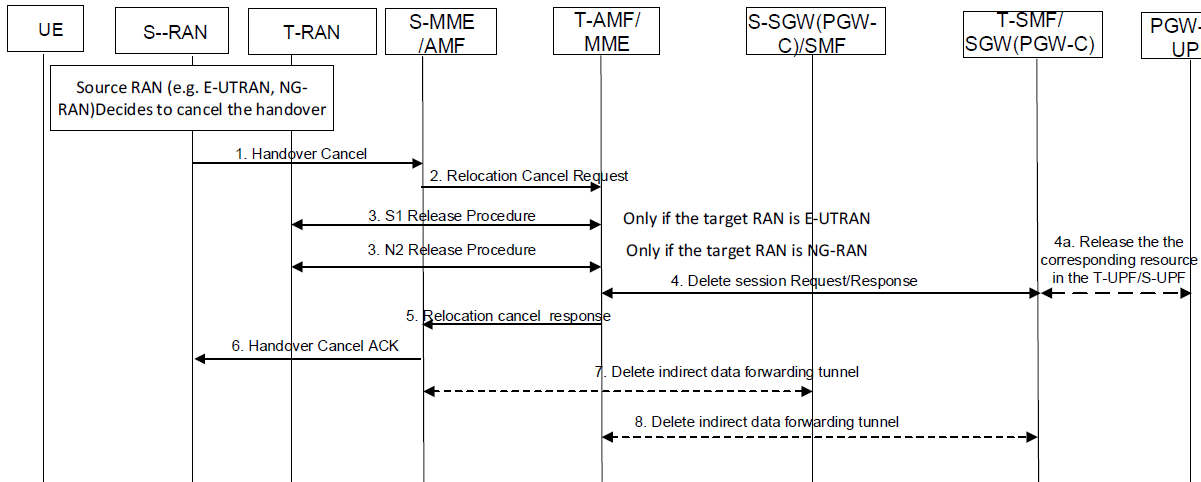 UE
S--RAN
T-RAN
S-MME
/AMF
T-AMF/
MME
S-SGW(PGW-
C)/SMF
T-SMF/
SGW(PGW-C)
PGW-
UP
Source RAN (e.g. E-UTRAN, NG-
RAN)Decides to cancel the handover
1. Handover Cancel
2. Relocation Cancel Request
3. S1 Release Procedure
Only if the target RAN is E-UTRAN
3. N2 Release Procedure
Only if the target RAN is NG-RAN
4a. Release the the
corresponding resource
in the T-UPF/S-UPF
4. Delete session Request/Response
5. Relocation cancel response
6. Handover Cancel ACK
7. Delete indirect data forwarding tunnel
8. Delete indirect data forwarding tunnel